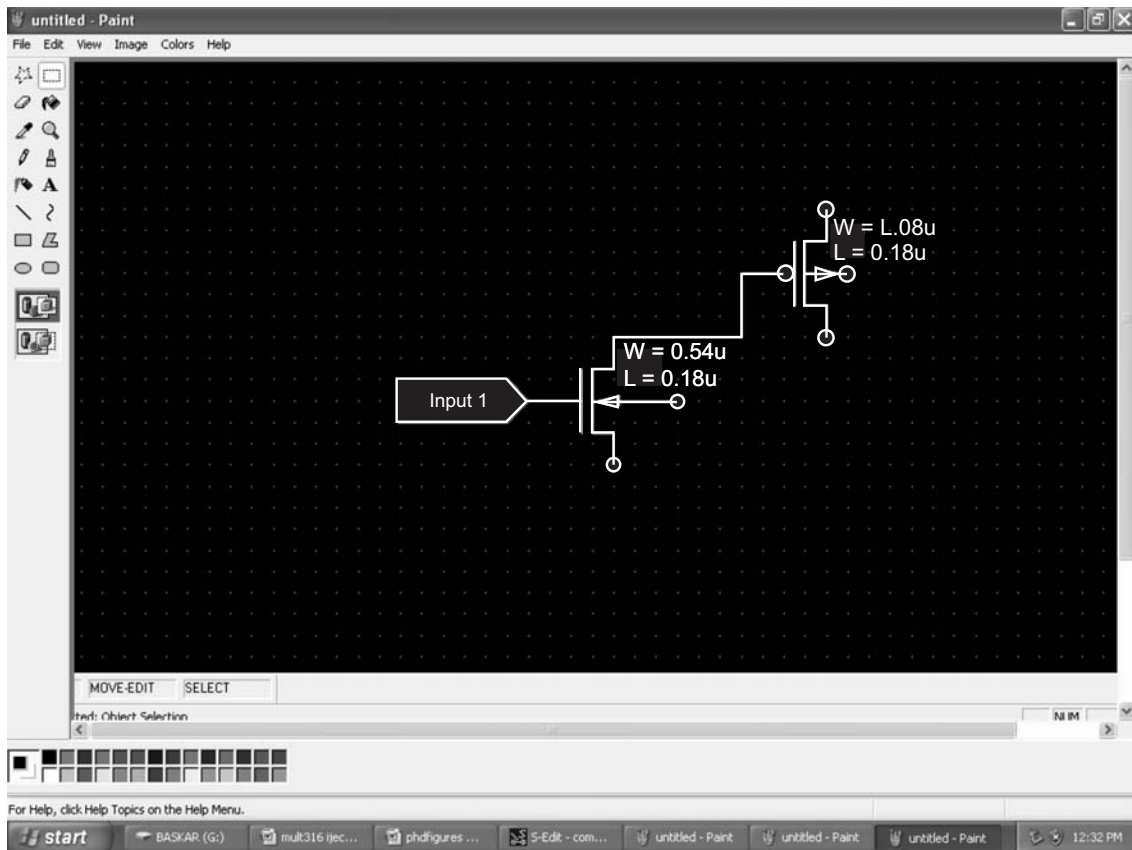 untitled - Paint
File Edit View Image Colors Help
A
W = L.08u
L = 0.18u
W = 0.54u
L = 0.18u
Input 1
MOVE-EDIT SELECT
ted: Object Selection
NUM
For Help, click Help Topics on the Help Menu.
start BASKAR (G:) mult316 ijec... phdfigures ... S-Edit - com... untitled - Paint untitled - Paint untitled - Paint 12:32 PM